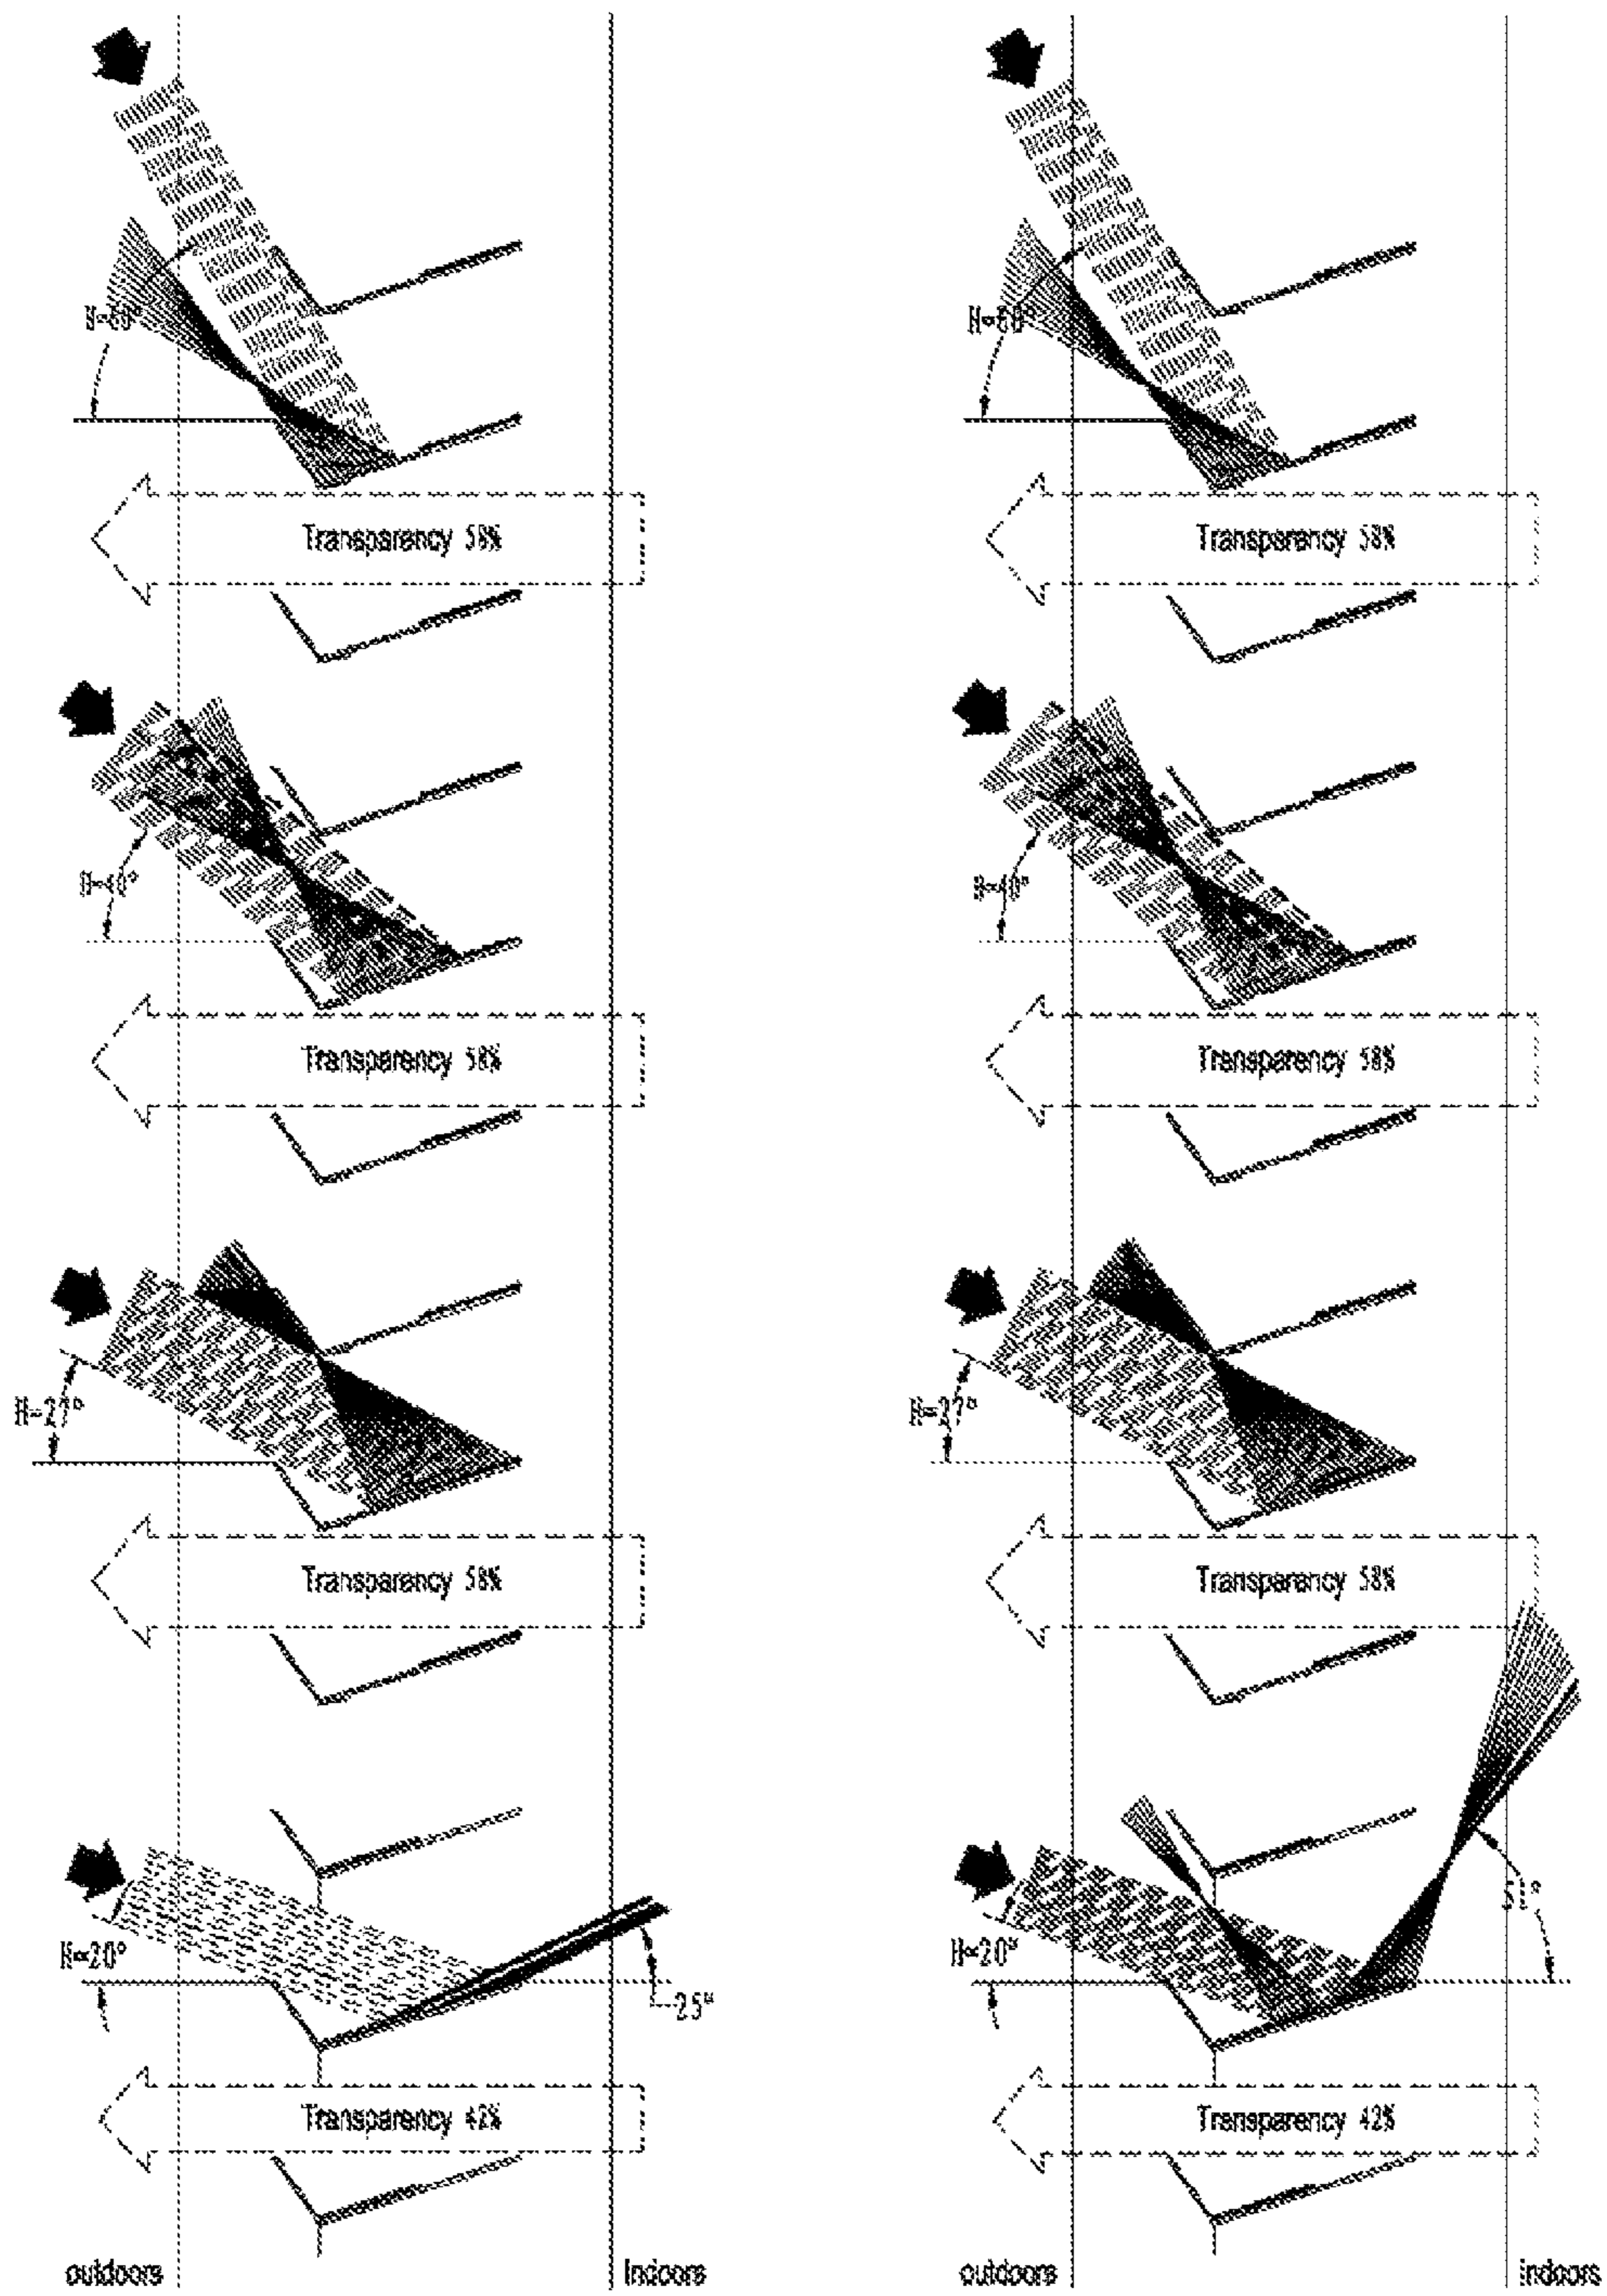 H=60° H=60°
Transparency 58% Transparency 58%
H=40° H=40°
Transparency 58% Transparency 58%
H=27° H=27°
Transparency 58% Transparency 58%
51°
H=20° H=20°
25°
Transparency 42% Transparency 42%
outdoors Indoors outdoors indoors